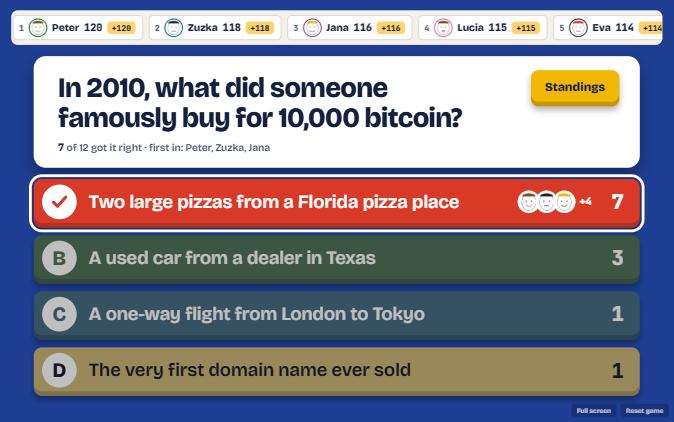 1 Peter 120 +120 2 Zuzka 118 +118 3 Jana 116 +116 4 Lucia 115 +115 5 Eva 114 +114
In 2010, what did someone
famously buy for 10,000 bitcoin?
Standings
7 of 12 got it right · first in: Peter, Zuzka, Jana
Two large pizzas from a Florida pizza place +4 7
B A used car from a dealer in Texas 3
C A one-way flight from London to Tokyo 1
D The very first domain name ever sold 1
Full screen Reset game